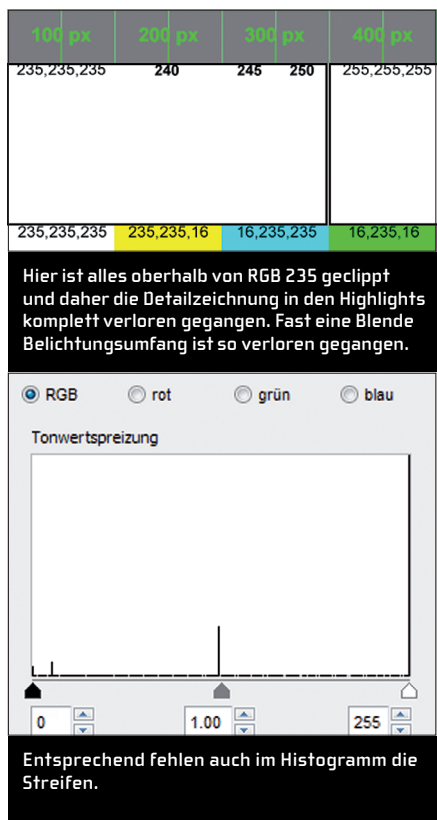 100 px 200 px 300 px 400 px
235,235,235 240 245 250 255,255,255
235,235,235 235,235,16 16,235,235 16,235,16
Hier ist alles oberhalb von RGB 235 geclippt
und daher die Detailzeichnung in den Highlights
komplett verloren gegangen. Fast eine Blende
Belichtungsumfang ist so verloren gegangen.
RGB rot grün blau
Tonwertspreizung
0 1.00 255
Entsprechend fehlen auch im Histogramm die
Streifen.